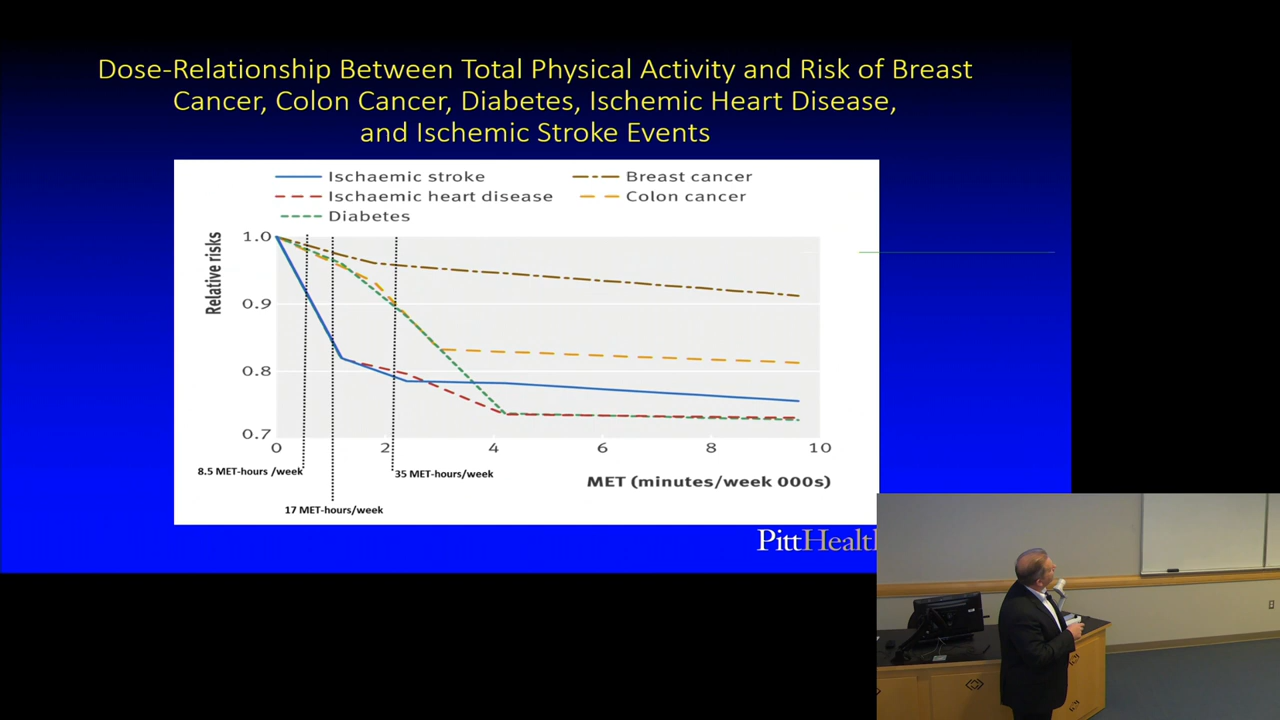 Dose-Relationship Between Total Physical Activity and Risk of Breast
Cancer, Colon Cancer, Diabetes, Ischemic Heart Disease,
and Ischemic Stroke Events
Ischaemic stroke
Breast cancer
Ischaemic heart disease
Colon cancer
Diabetes
Relative risks
1.0
0.9
0.8
0.7
0
2
4
6
8
10
8.5 MET-hours /week
35 MET-hours/week
MET (minutes/week 000s)
17 MET-hours/week
PittHealth